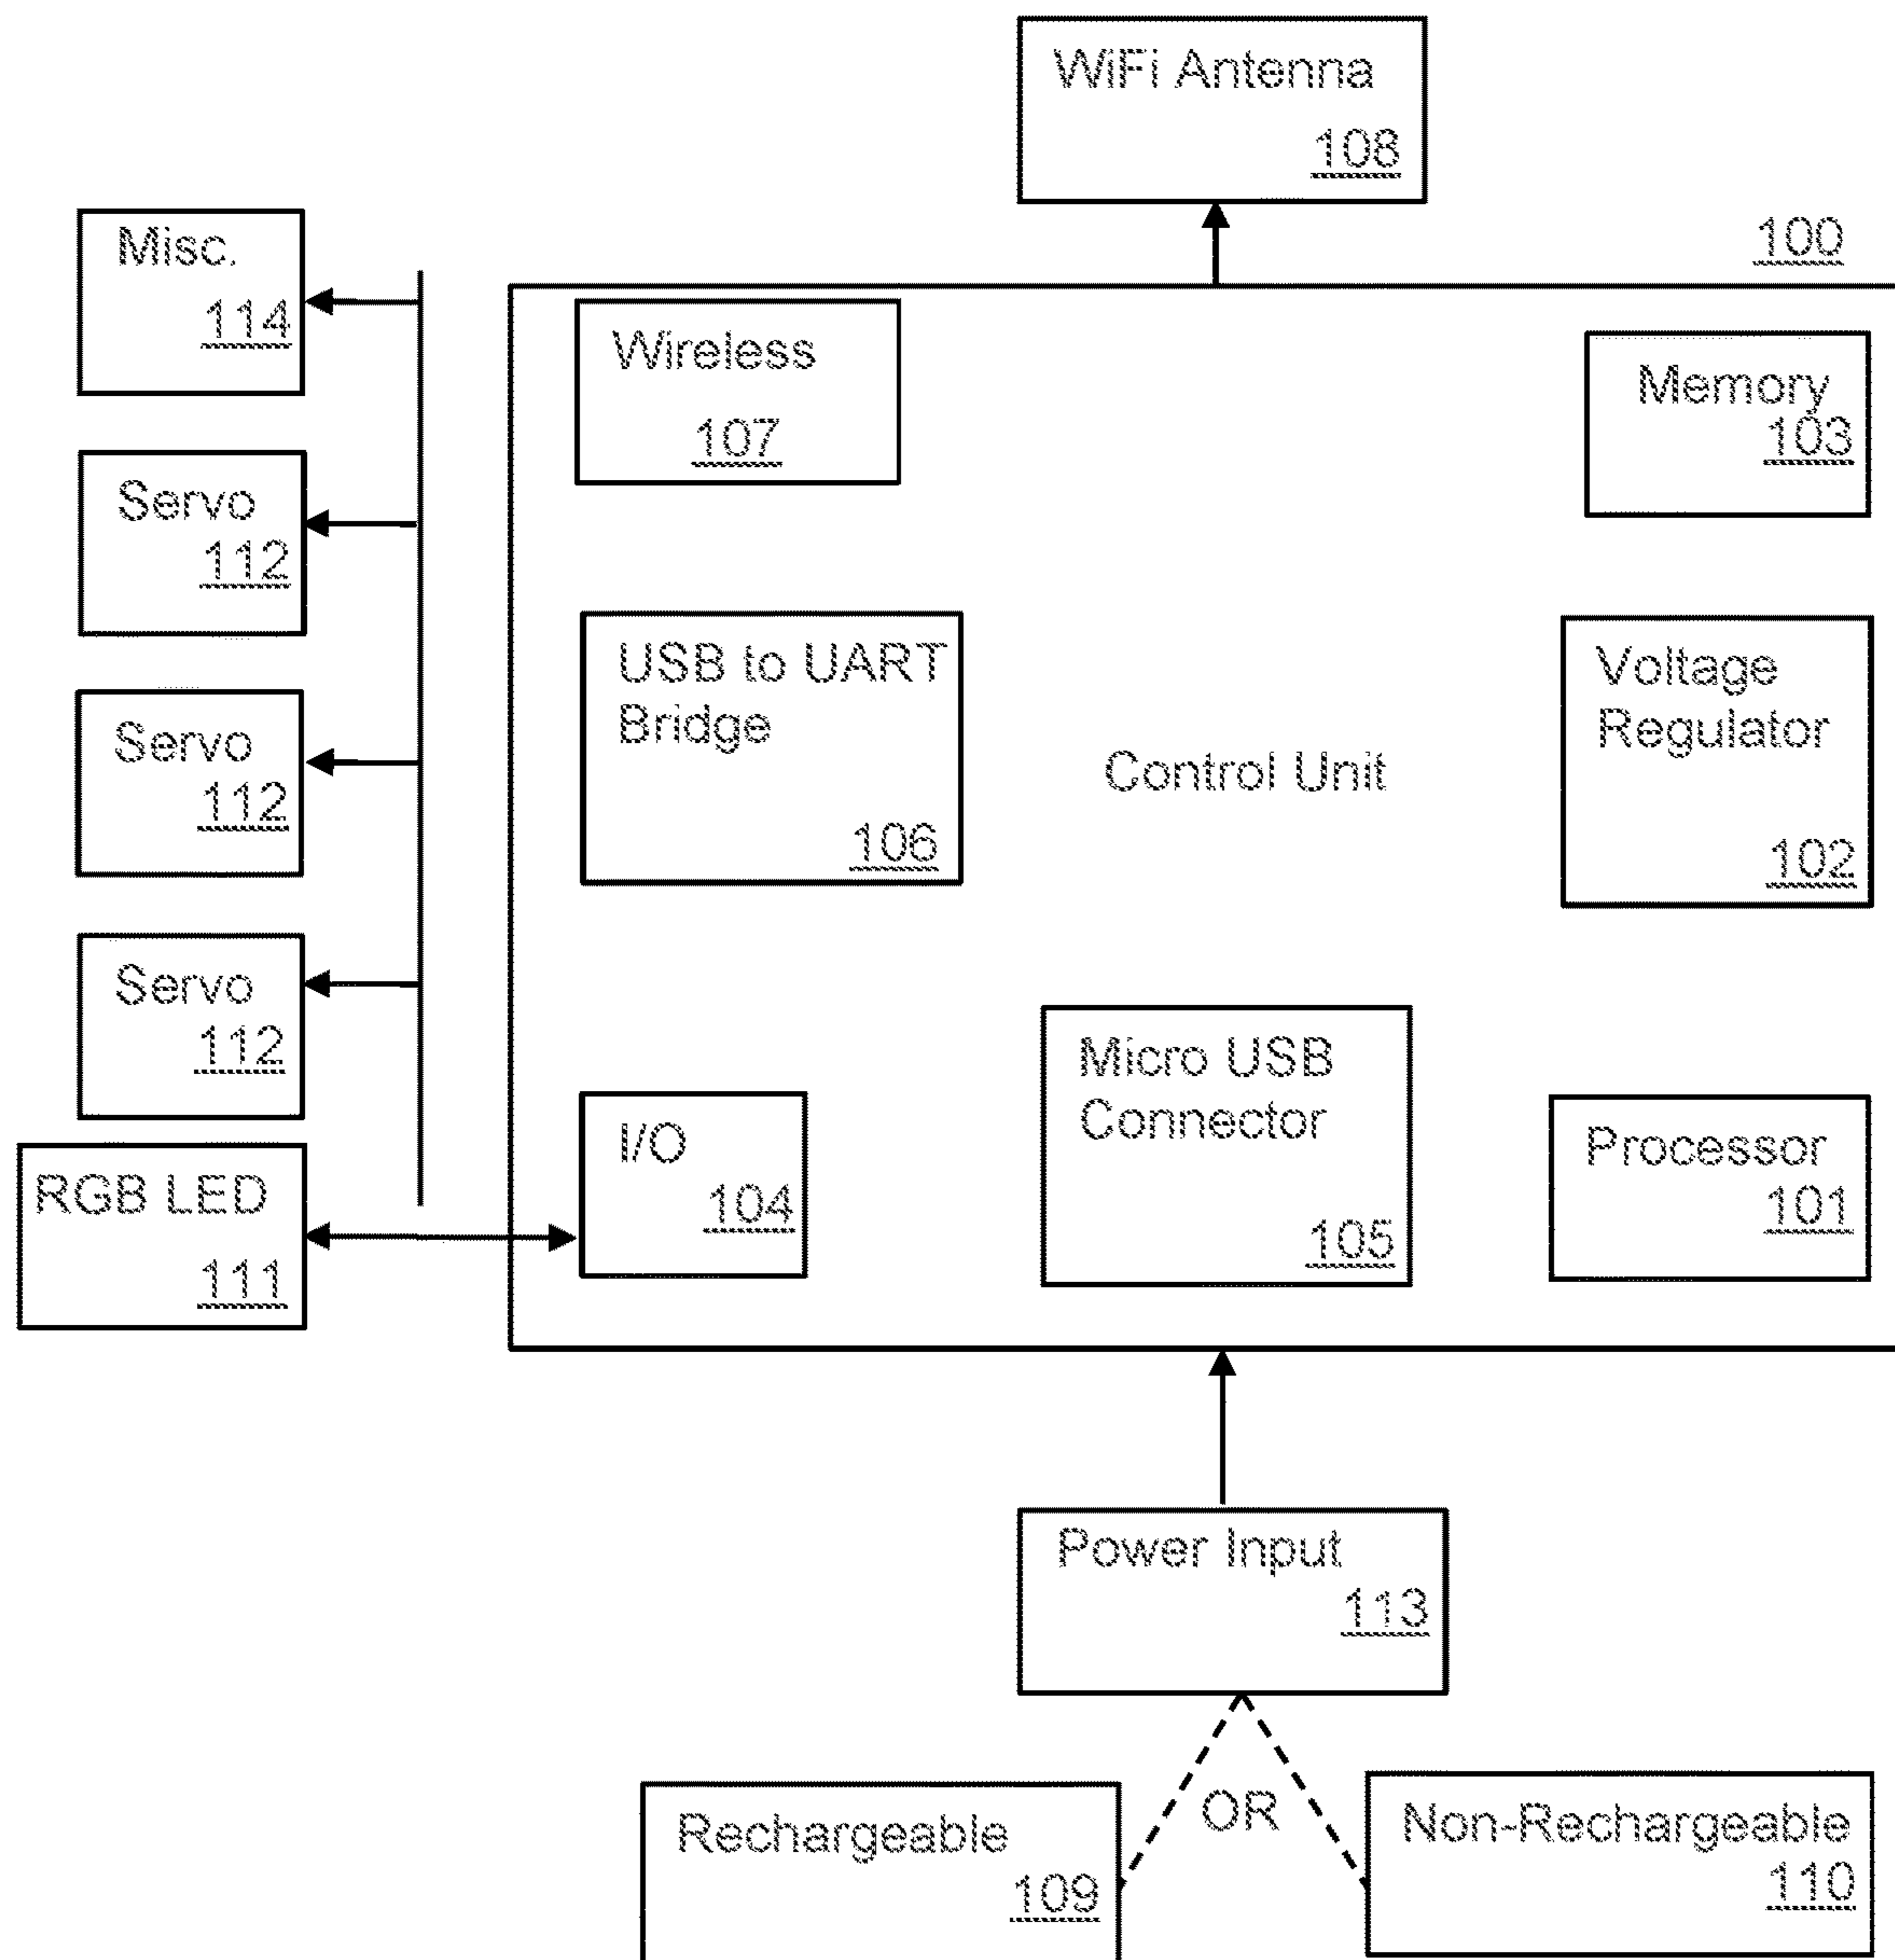 WiFi Antenna
108
100
Misc.
114
Servo
112
Servo
112
Servo
112
RGB LED
111
Wireless
107
Memory
103
USB to UART
Bridge
106
Control Unit
Voltage
Regulator
102
I/O
104
Micro USB
Connector
105
Processor
101
Power Input
113
OR
Rechargeable
109
Non-Rechargeable
110